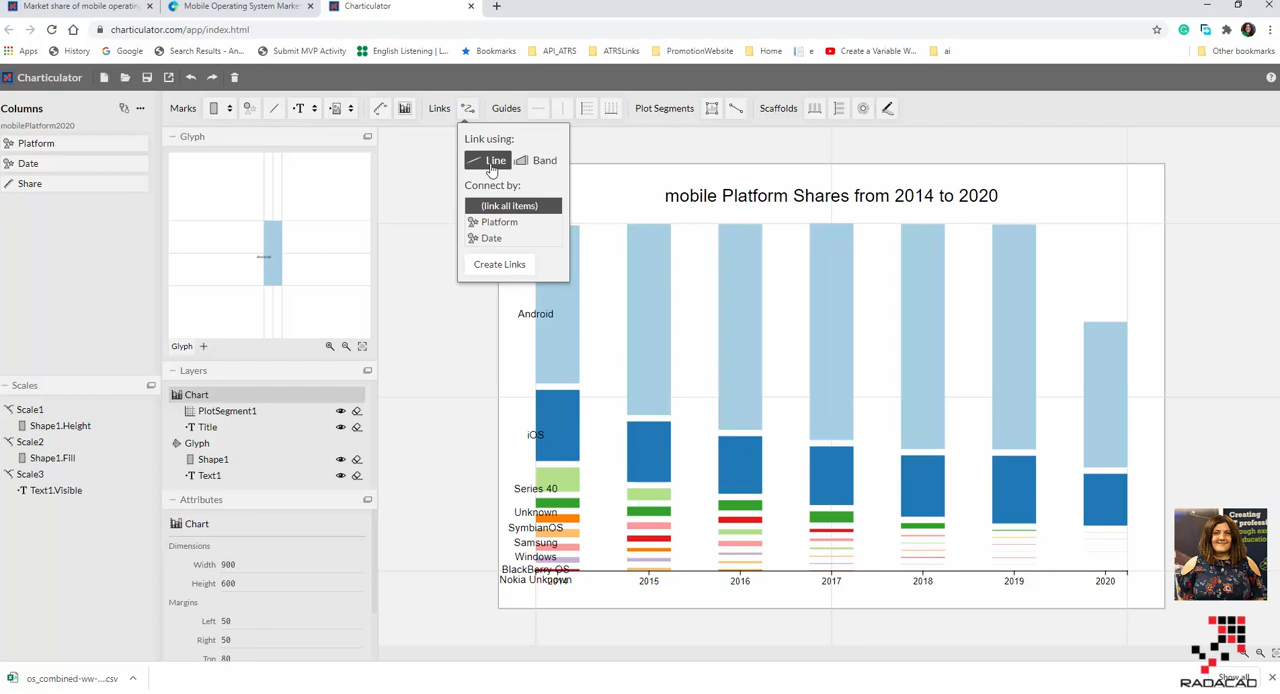 Market share of mobile operatin
Mobile Operating System Market
Charticulator
charticulator.com/app/index.html
Apps
History
Google
Search Results - An...
Submit MVP Activity
English Listening | L...
Bookmarks
API_ATRS
ATRSLinks
PromotionWebsite
Home
e
Create a Variable W...
ai
Other bookmarks
Charticulator
Columns
mobilePlatform2020
Platform
Date
Share
Marks
Links
Guides
Plot Segments
Scaffolds
Glyph
Android
Glyph +
Link using:
Line
Band
Connect by:
(link all items)
Platform
Date
Create Links
mobile Platform Shares from 2014 to 2020
Android
iOS
Series 40
Unknown
SymbianOS
Samsung
Windows
BlackBerry OS
Nokia Unknown
2014
2015
2016
2017
2018
2019
2020
Layers
Chart
PlotSegment1
Title
Glyph
Shape1
Text1
Scales
Scale1
Shape1.Height
Scale2
Shape1.Fill
Scale3
Text1.Visible
Attributes
Chart
Dimensions
Width 900
Height 600
Margins
Left 50
Right 50
Top 80
Creating
RADACAD
os_combined-ww-....csv
Show all